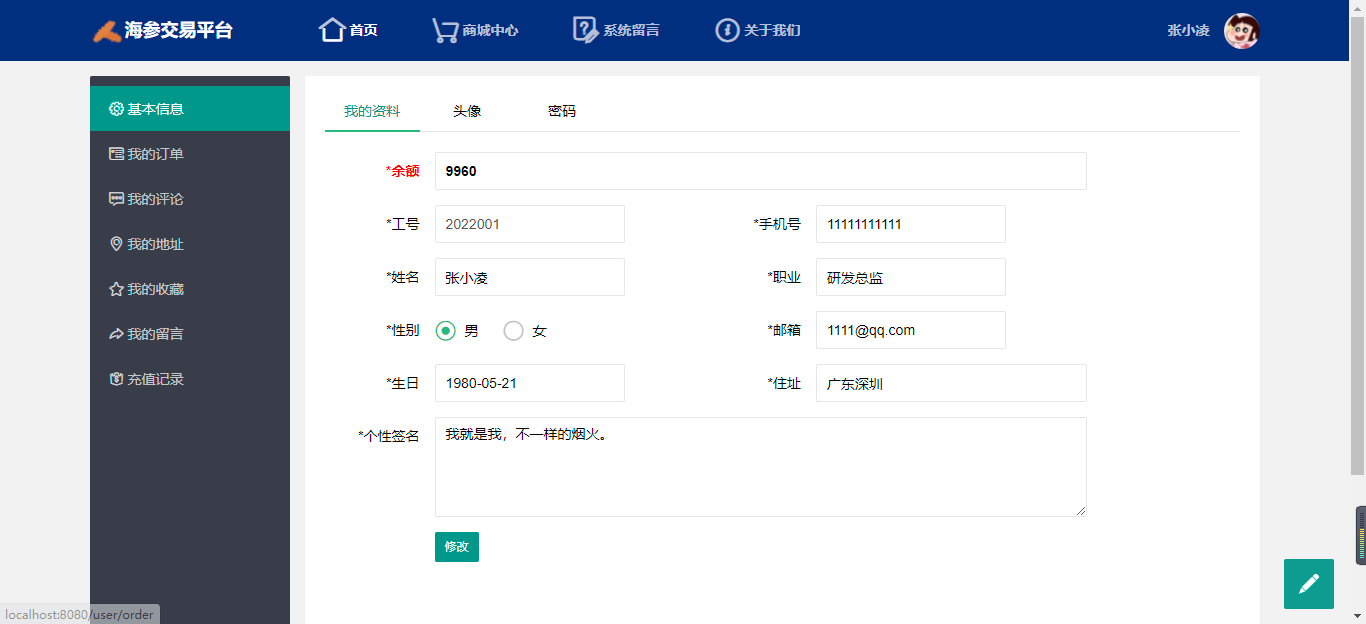 海参交易平台 首页 商城中心 系统留言 关于我们 张小凌
基本信息
我的订单
我的评论
我的地址
我的收藏
我的留言
充值记录
我的资料 头像 密码
*余额 9960
*工号 2022001 *手机号 11111111111
*姓名 张小凌 *职业 研发总监
*性别 男 女 *邮箱 1111@qq.com
*生日 1980-05-21 *住址 广东深圳
*个性签名 我就是我，不一样的烟火。
修改
localhost:8080/user/order